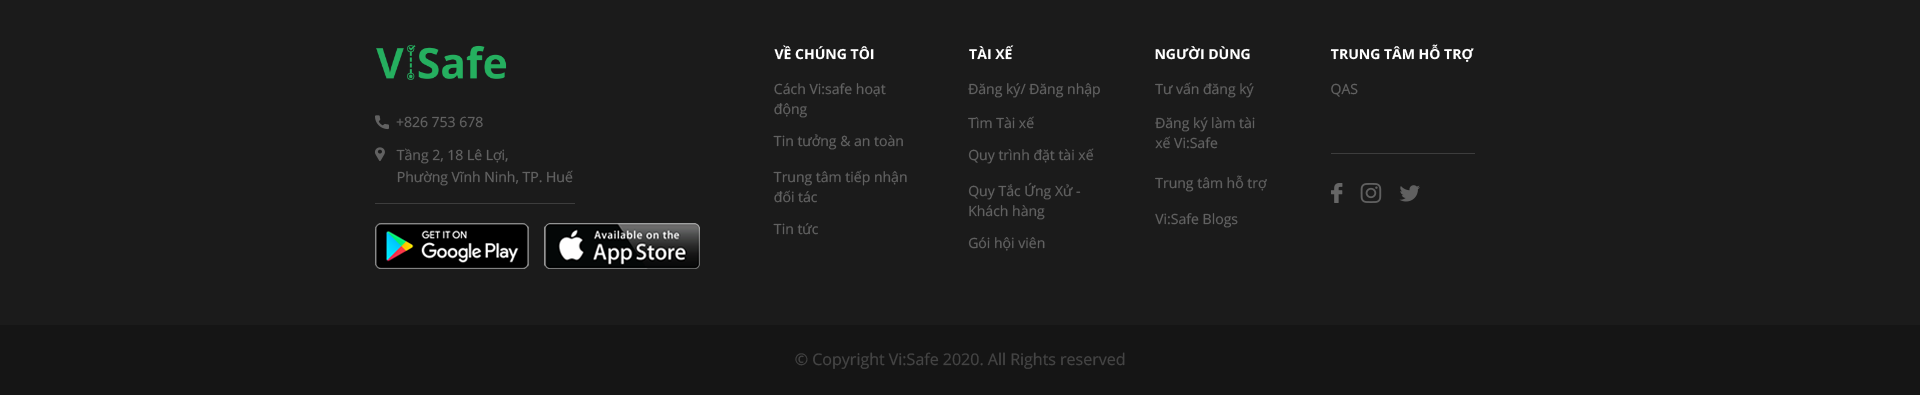 ViSafe
+826 753 678
Tầng 2, 18 Lê Lợi,
Phường Vĩnh Ninh, TP. Huế
GET IT ON
Google Play
Available on the
App Store
VỀ CHÚNG TÔI
Cách Vi:safe hoạt
động
Tin tưởng & an toàn
Trung tâm tiếp nhận
đối tác
Tin tức
TÀI XẾ
Đăng ký/ Đăng nhập
Tìm Tài xế
Quy trình đặt tài xế
Quy Tắc Ứng Xử -
Khách hàng
Gói hội viên
NGƯỜI DÙNG
Tư vấn đăng ký
Đăng ký làm tài
xế Vi:Safe
Trung tâm hỗ trợ
Vi:Safe Blogs
TRUNG TÂM HỖ TRỢ
QAS
© Copyright Vi:Safe 2020. All Rights reserved